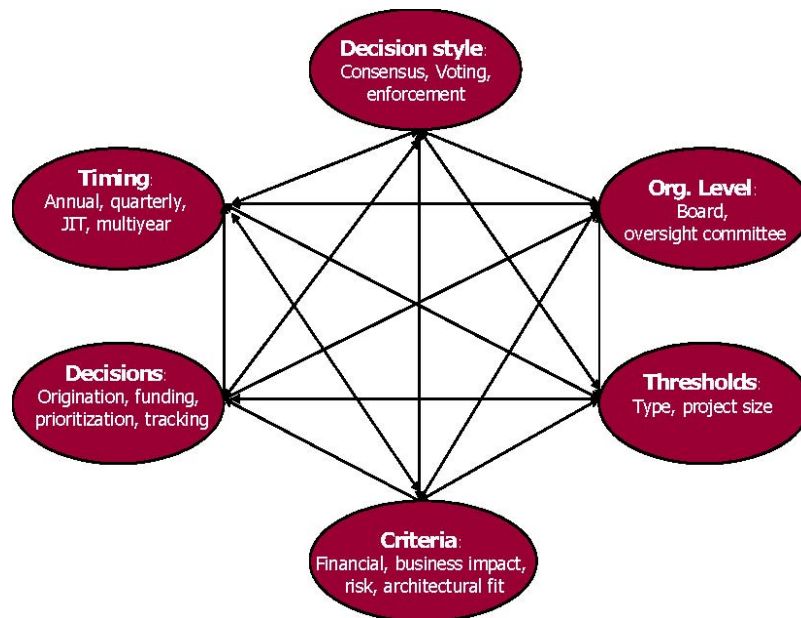 Decision style:
Consensus, Voting,
enforcement
Timing:
Annual, quarterly,
JIT, multiyear
Org. Level:
Board,
oversight committee
Decisions:
Origination, funding,
prioritization, tracking
Thresholds:
Type, project size
Criteria:
Financial, business impact,
risk, architectural fit